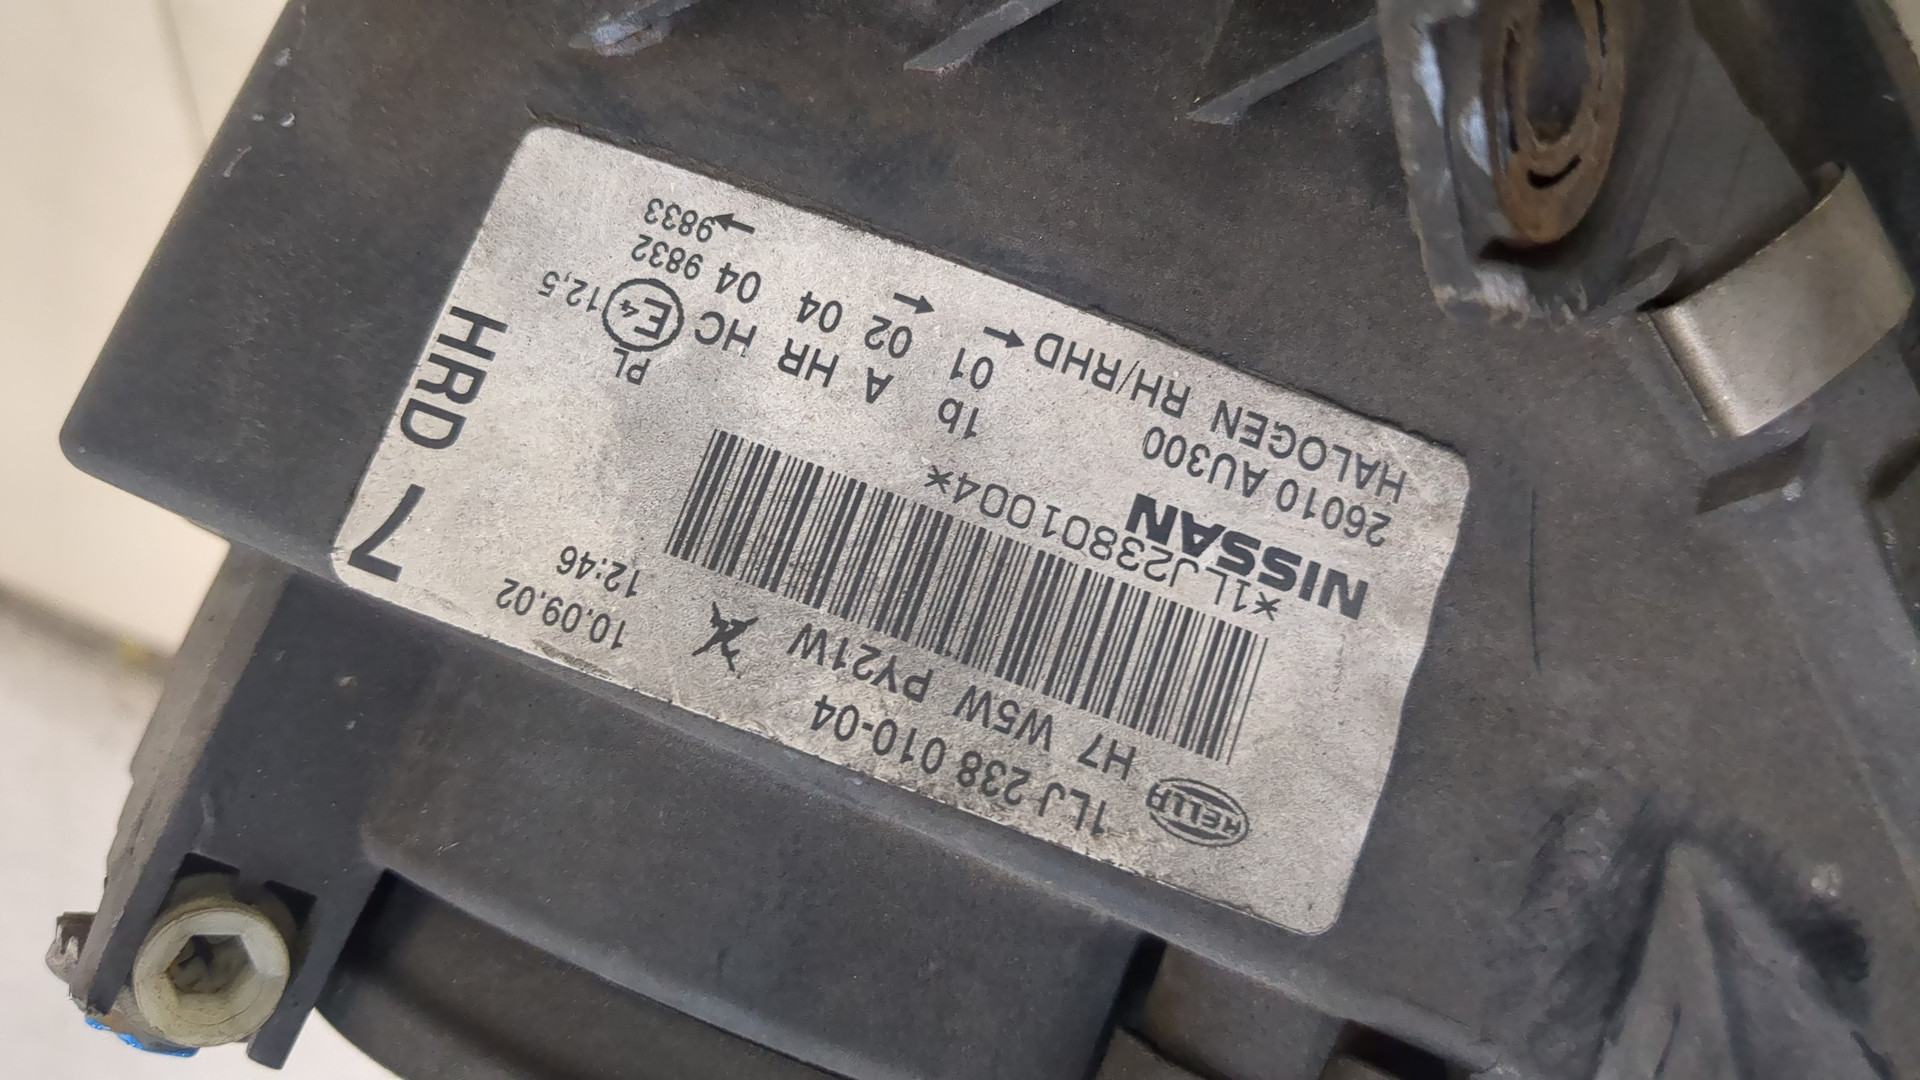 HELLA 1LJ 238 010-04
H7 W5W PY21W
10.09.02
12:46
*1LJ23801004*
NISSAN
26010 AU300
HALOGEN RH/RHD
1b A HR HC PL E4 12,5
01 02 04 04 9832
9833
HRD 7